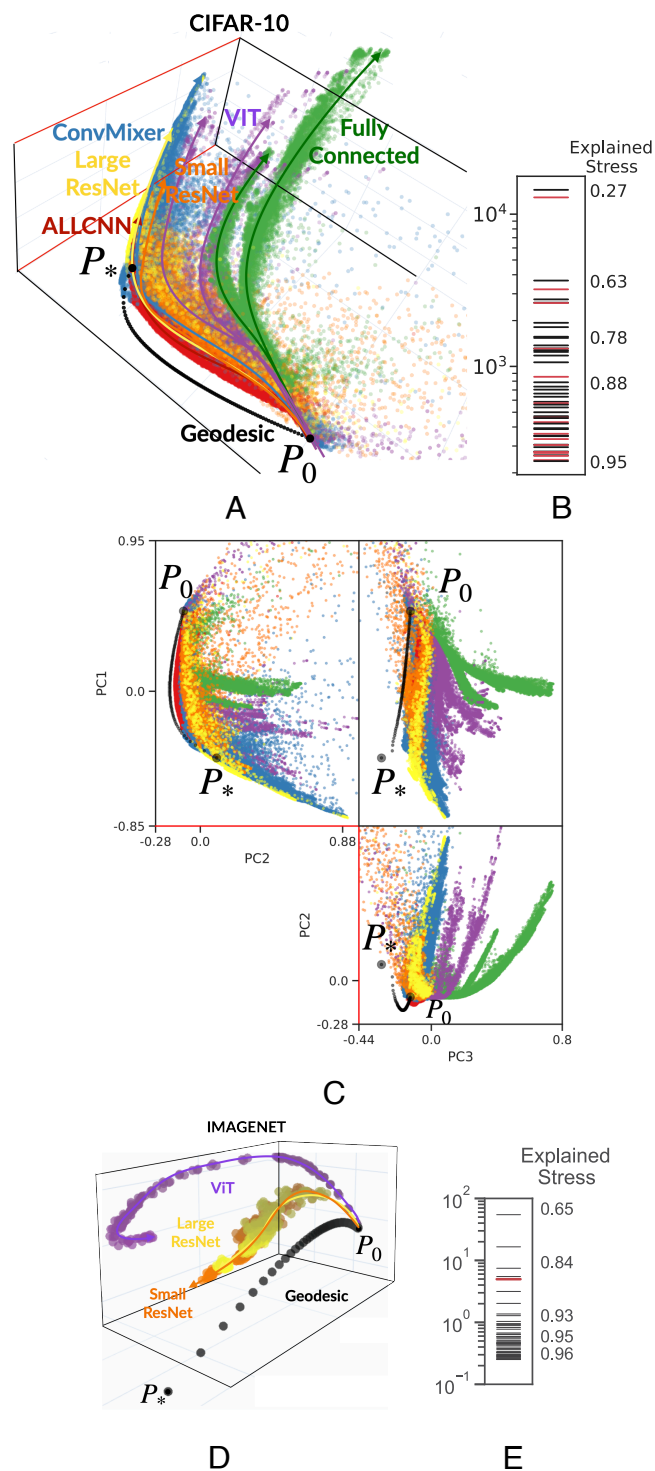 CIFAR-10
ConvMixer
VIT
Large
ResNet
Small
ResNet
Fully
Connected
ALLCNN
P*
Geodesic
P0
A
Explained
Stress
10^4
10^3
0.27
0.63
0.78
0.88
0.95
B
0.95
0.0
-0.85
PC1
P0
P*
-0.28
0.0
0.88
PC2
P0
P*
PC2
0.0
-0.28
P*
P0
-0.44
0.0
0.8
PC3
C
IMAGENET
ViT
Large
ResNet
Small
ResNet
Geodesic
P0
P*
D
Explained
Stress
10^2
10^1
10^0
10^-1
0.65
0.84
0.93
0.95
0.96
E